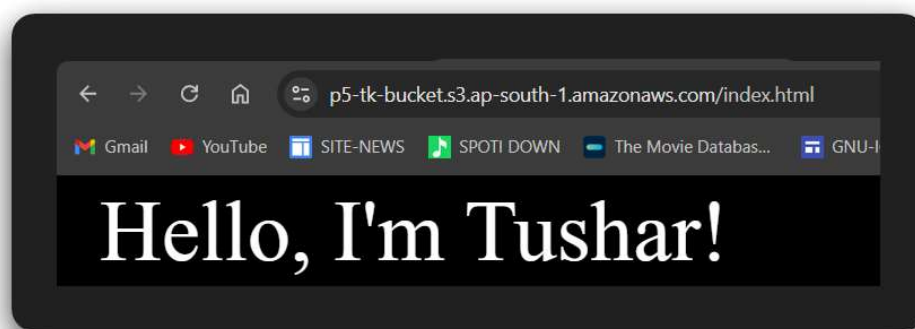 p5-tk-bucket.s3.ap-south-1.amazonaws.com/index.html
Gmail YouTube SITE-NEWS SPOTI DOWN The Movie Databas...
Hello, I'm Tushar!